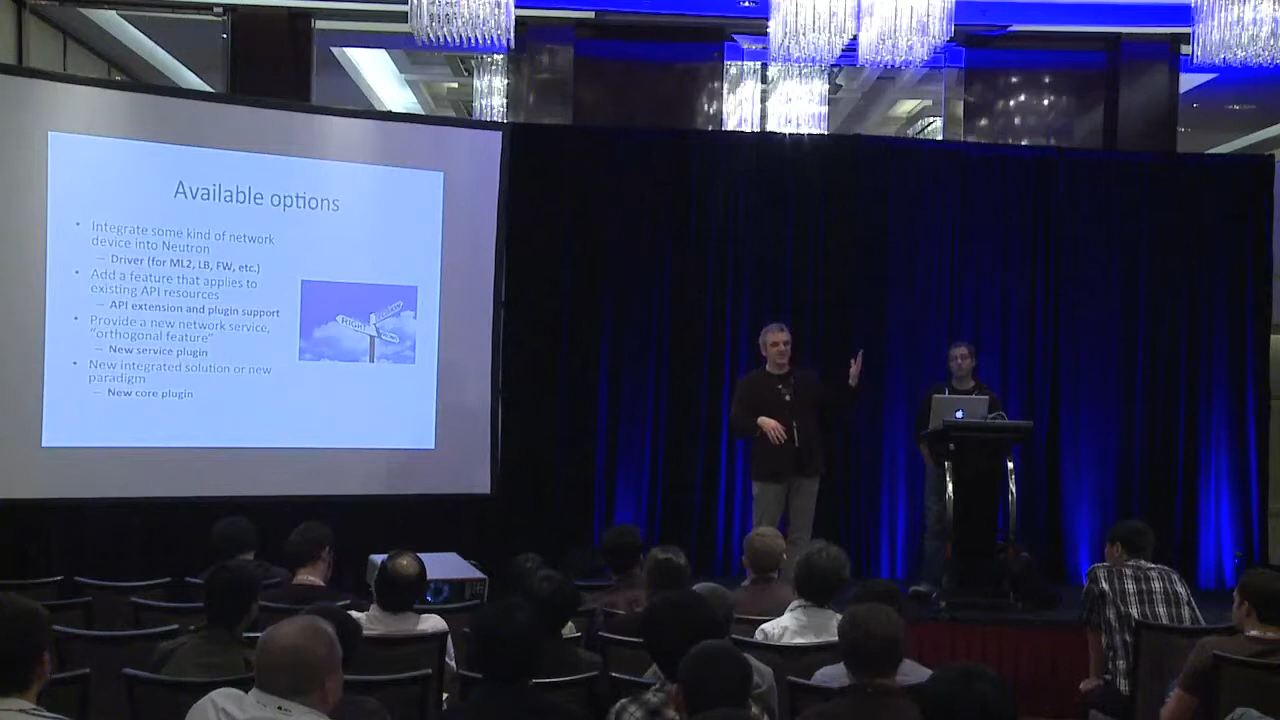 Available options
• Integrate some kind of network
device into Neutron
– Driver (for ML2, LB, FW, etc.)
• Add a feature that applies to
existing API resources
– API extension and plugin support
• Provide a new network service,
"orthogonal feature"
– New service plugin
• New integrated solution or new
paradigm
– New core plugin
RIGHT